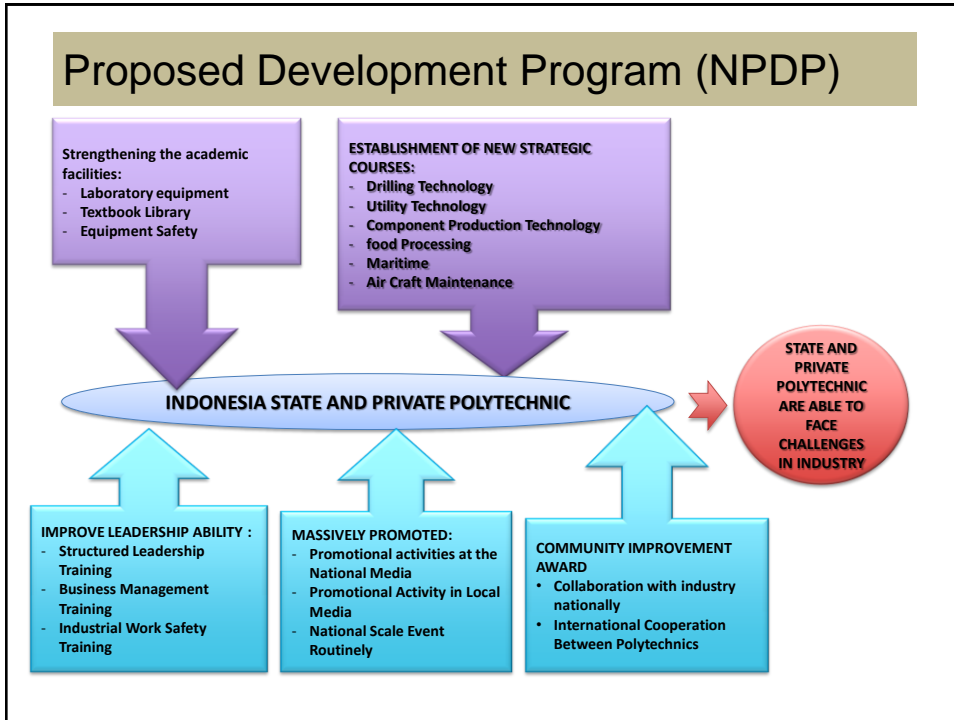 Proposed Development Program (NPDP)
Strengthening the academic
facilities:
- Laboratory equipment
- Textbook Library
- Equipment Safety
ESTABLISHMENT OF NEW STRATEGIC
COURSES:
- Drilling Technology
- Utility Technology
- Component Production Technology
- food Processing
- Maritime
- Air Craft Maintenance
INDONESIA STATE AND PRIVATE POLYTECHNIC
STATE AND
PRIVATE
POLYTECHNIC
ARE ABLE TO
FACE
CHALLENGES
IN INDUSTRY
IMPROVE LEADERSHIP ABILITY :
- Structured Leadership
Training
- Business Management
Training
- Industrial Work Safety
Training
MASSIVELY PROMOTED:
- Promotional activities at the
National Media
- Promotional Activity in Local
Media
- National Scale Event
Routinely
COMMUNITY IMPROVEMENT
AWARD
• Collaboration with industry
nationally
• International Cooperation
Between Polytechnics